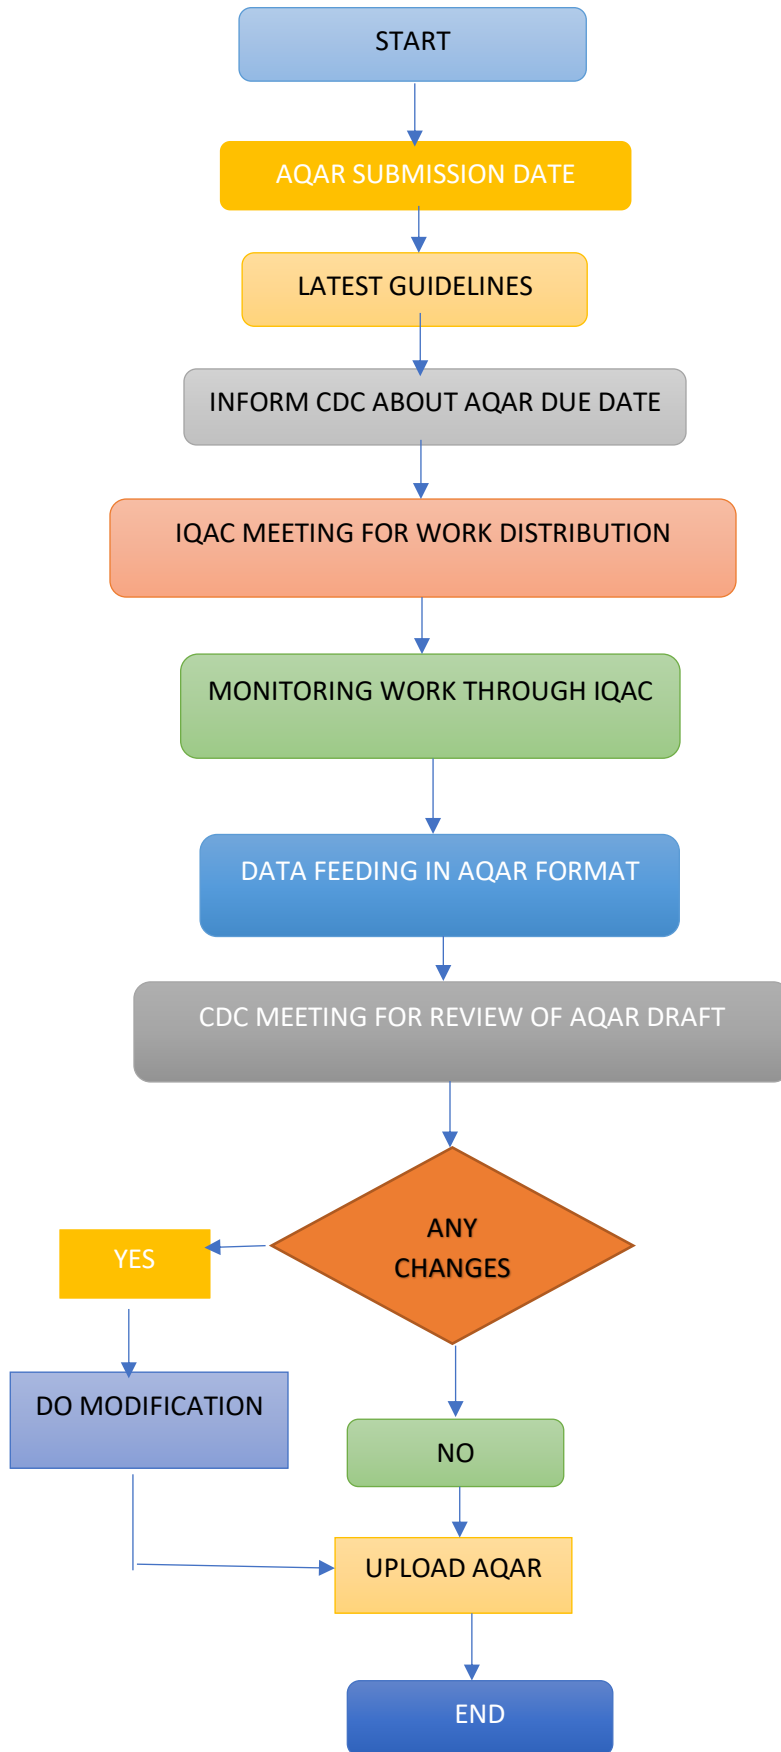 START
AQAR SUBMISSION DATE
LATEST GUIDELINES
INFORM CDC ABOUT AQAR DUE DATE
IQAC MEETING FOR WORK DISTRIBUTION
MONITORING WORK THROUGH IQAC
DATA FEEDING IN AQAR FORMAT
CDC MEETING FOR REVIEW OF AQAR DRAFT
ANY
CHANGES
YES
DO MODIFICATION
NO
UPLOAD AQAR
END